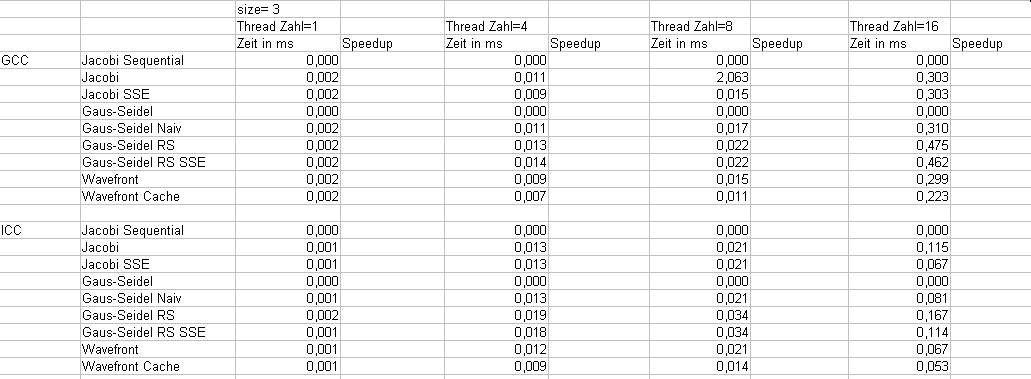 size= 3
Thread Zahl=1 Thread Zahl=4 Thread Zahl=8 Thread Zahl=16
Zeit in ms Speedup Zeit in ms Speedup Zeit in ms Speedup Zeit in ms Speedup
GCC Jacobi Sequential 0,000 0,000 0,000 0,000
Jacobi 0,002 0,011 2,063 0,303
Jacobi SSE 0,002 0,009 0,015 0,303
Gaus-Seidel 0,000 0,000 0,000 0,000
Gaus-Seidel Naiv 0,002 0,011 0,017 0,310
Gaus-Seidel RS 0,002 0,013 0,022 0,475
Gaus-Seidel RS SSE 0,002 0,014 0,022 0,462
Wavefront 0,002 0,009 0,015 0,299
Wavefront Cache 0,002 0,007 0,011 0,223
ICC Jacobi Sequential 0,000 0,000 0,000 0,000
Jacobi 0,001 0,013 0,021 0,115
Jacobi SSE 0,001 0,013 0,021 0,067
Gaus-Seidel 0,000 0,000 0,000 0,000
Gaus-Seidel Naiv 0,001 0,013 0,021 0,081
Gaus-Seidel RS 0,002 0,019 0,034 0,167
Gaus-Seidel RS SSE 0,001 0,018 0,034 0,114
Wavefront 0,001 0,012 0,021 0,067
Wavefront Cache 0,001 0,009 0,014 0,053